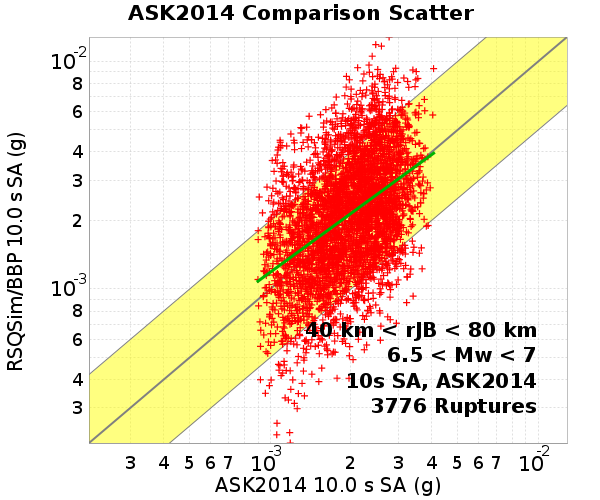 ASK2014 Comparison Scatter
RSQSim/BBP 10.0 s SA (g)
10-2
8
6
4
3
2
10-3
8
6
4
3
40 km < rJB < 80 km
6.5 < Mw < 7
10s SA, ASK2014
3776 Ruptures
3 4 5 6 7 10-3 2 3 4 5 6 7 10-2
ASK2014 10.0 s SA (g)